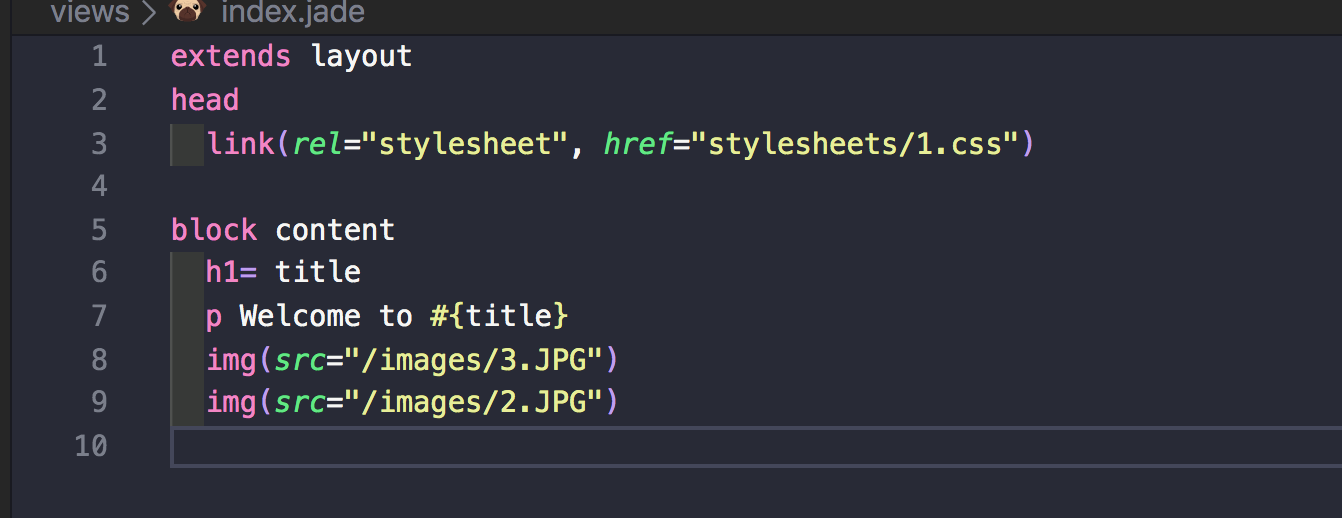 views > index.jade
1 extends layout
2 head
3   link(rel="stylesheet", href="stylesheets/1.css")
4
5 block content
6   h1= title
7   p Welcome to #{title}
8   img(src="/images/3.JPG")
9   img(src="/images/2.JPG")
10